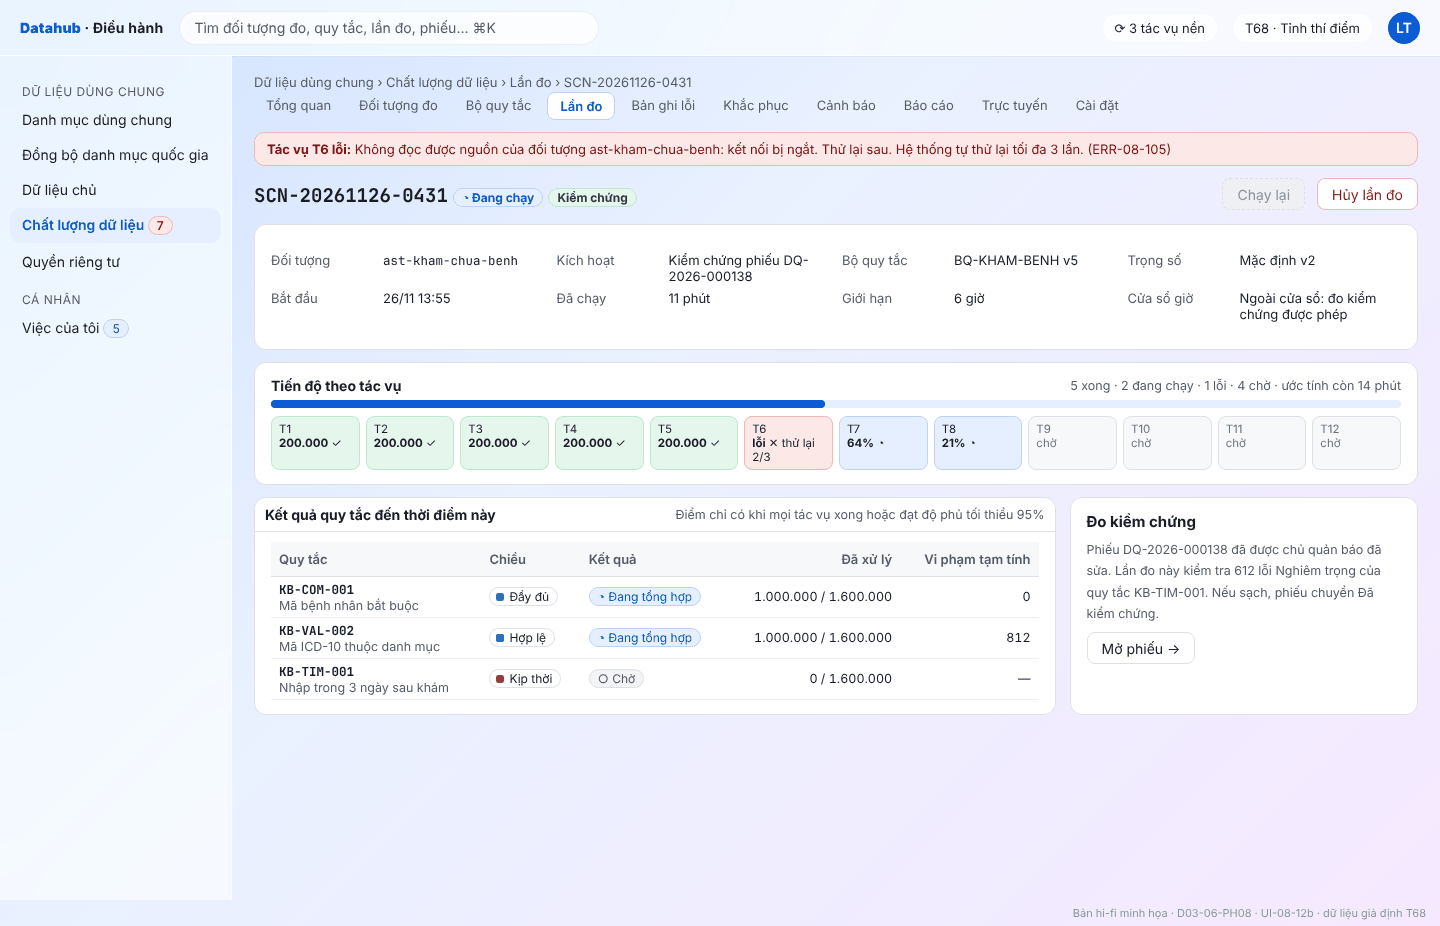 Datahub · Điều hành
Tìm đối tượng đo, quy tắc, lần đo, phiếu... ⌘K
⟳ 3 tác vụ nền
T68 · Tỉnh thí điểm
LT
DỮ LIỆU DÙNG CHUNG
Danh mục dùng chung
Đồng bộ danh mục quốc gia
Dữ liệu chủ
Chất lượng dữ liệu 7
Quyền riêng tư
CÁ NHÂN
Việc của tôi 5
Dữ liệu dùng chung › Chất lượng dữ liệu › Lần đo › SCN-20261126-0431
Tổng quan Đối tượng đo Bộ quy tắc Lần đo Bản ghi lỗi Khắc phục Cảnh báo Báo cáo Trực tuyến Cài đặt
Tác vụ T6 lỗi: Không đọc được nguồn của đối tượng ast-kham-chua-benh: kết nối bị ngắt. Thử lại sau. Hệ thống tự thử lại tối đa 3 lần. (ERR-08-105)
SCN-20261126-0431 Đang chạy Kiểm chứng
Chạy lại
Hủy lần đo
Đối tượng ast-kham-chua-benh Kích hoạt Kiểm chứng phiếu DQ-2026-000138 Bộ quy tắc BQ-KHAM-BENH v5 Trọng số Mặc định v2
Bắt đầu 26/11 13:55 Đã chạy 11 phút Giới hạn 6 giờ Cửa sổ giờ Ngoài cửa sổ: đo kiểm chứng được phép
Tiến độ theo tác vụ
5 xong · 2 đang chạy · 1 lỗi · 4 chờ · ước tính còn 14 phút
T1
200.000 ✓
T2
200.000 ✓
T3
200.000 ✓
T4
200.000 ✓
T5
200.000 ✓
T6
lỗi ✕ thử lại
2/3
T7
64%
T8
21%
T9
chờ
T10
chờ
T11
chờ
T12
chờ
Kết quả quy tắc đến thời điểm này
Điểm chỉ có khi mọi tác vụ xong hoặc đạt độ phủ tối thiểu 95%
Quy tắc Chiều Kết quả Đã xử lý Vi phạm tạm tính
KB-COM-001
Mã bệnh nhân bắt buộc
Đầy đủ Đang tổng hợp 1.000.000 / 1.600.000 0
KB-VAL-002
Mã ICD-10 thuộc danh mục
Hợp lệ Đang tổng hợp 1.000.000 / 1.600.000 812
KB-TIM-001
Nhập trong 3 ngày sau khám
Kịp thời ○ Chờ 0 / 1.600.000 —
Đo kiểm chứng
Phiếu DQ-2026-000138 đã được chủ quản báo đã
sửa. Lần đo này kiểm tra 612 lỗi Nghiêm trọng của
quy tắc KB-TIM-001. Nếu sạch, phiếu chuyển Đã
kiểm chứng.
Mở phiếu →
Bản hi-fi minh họa · D03-06-PH08 · UI-08-12b · dữ liệu giả định T68